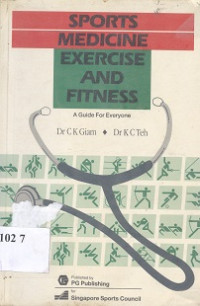 SPORTS
MEDICINE
EXERCISE
AND
FITNESS
A Guide For Everyone
Dr C K Giam ♦ Dr K C Teh
102 7
Published by
PG Publishing
for
Singapore Sports Council